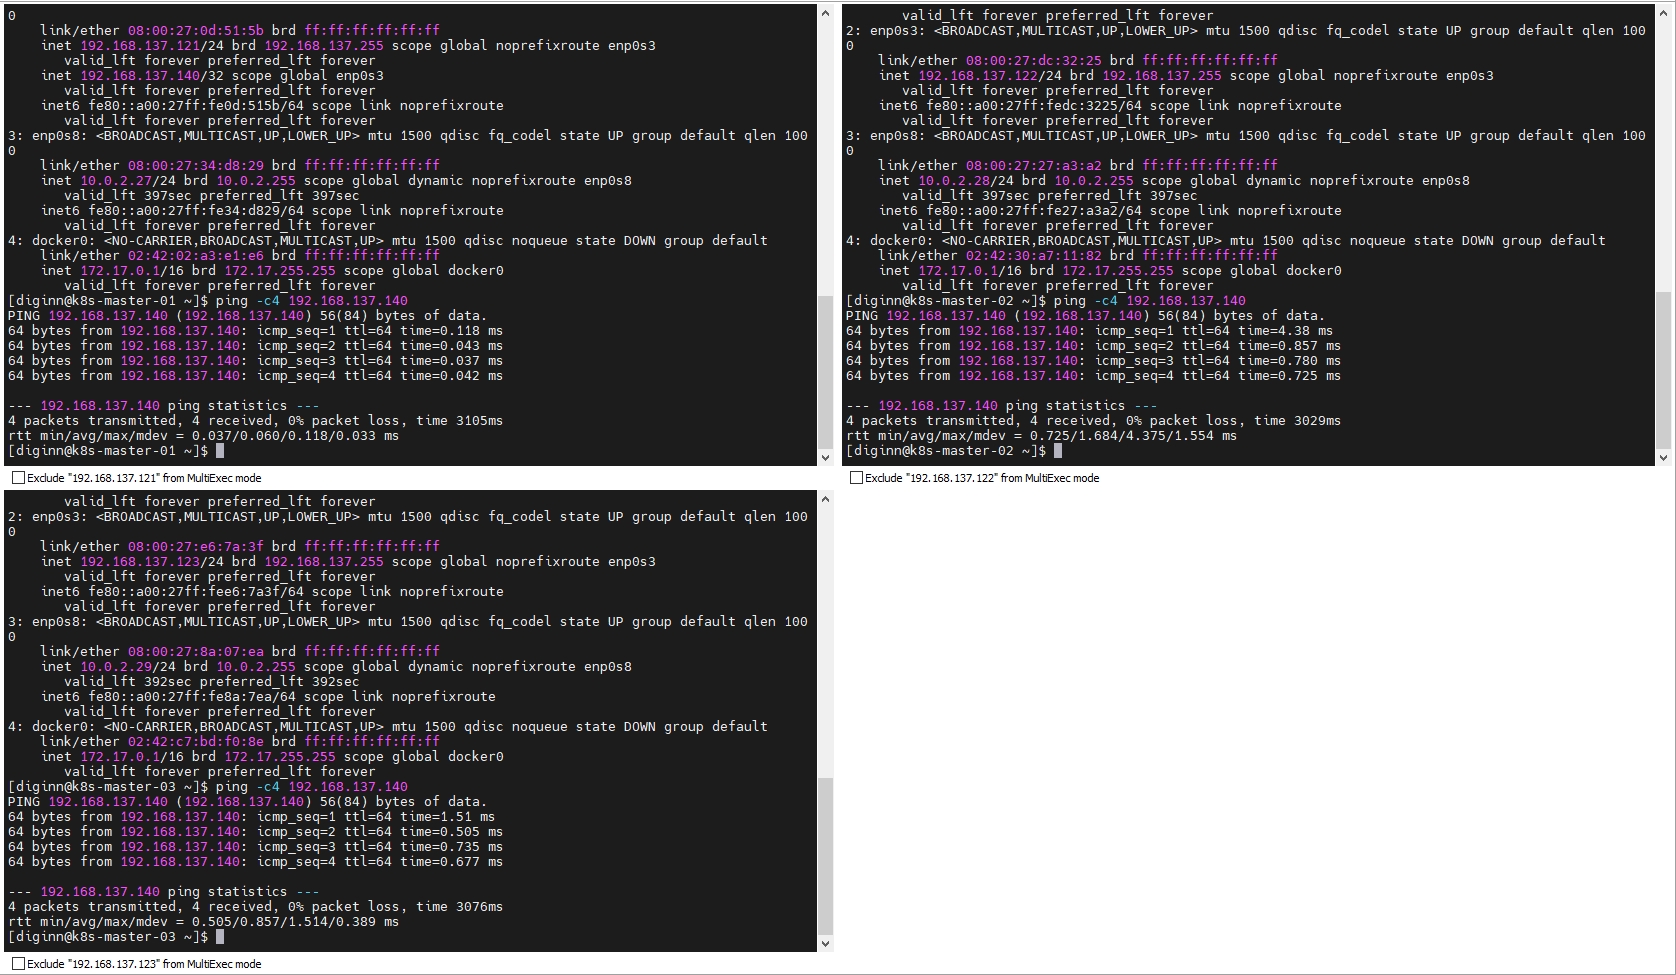 0
    link/ether 08:00:27:0d:51:5b brd ff:ff:ff:ff:ff:ff
    inet 192.168.137.121/24 brd 192.168.137.255 scope global noprefixroute enp0s3
       valid_lft forever preferred_lft forever
    inet 192.168.137.140/32 scope global enp0s3
       valid_lft forever preferred_lft forever
    inet6 fe80::a00:27ff:fe0d:515b/64 scope link noprefixroute
       valid_lft forever preferred_lft forever
3: enp0s8: <BROADCAST,MULTICAST,UP,LOWER_UP> mtu 1500 qdisc fq_codel state UP group default qlen 100
0
    link/ether 08:00:27:34:d8:29 brd ff:ff:ff:ff:ff:ff
    inet 10.0.2.27/24 brd 10.0.2.255 scope global dynamic noprefixroute enp0s8
       valid_lft 397sec preferred_lft 397sec
    inet6 fe80::a00:27ff:fe34:d829/64 scope link noprefixroute
       valid_lft forever preferred_lft forever
4: docker0: <NO-CARRIER,BROADCAST,MULTICAST,UP> mtu 1500 qdisc noqueue state DOWN group default
    link/ether 02:42:02:a3:e1:e6 brd ff:ff:ff:ff:ff:ff
    inet 172.17.0.1/16 brd 172.17.255.255 scope global docker0
       valid_lft forever preferred_lft forever
[diginn@k8s-master-01 ~]$ ping -c4 192.168.137.140
PING 192.168.137.140 (192.168.137.140) 56(84) bytes of data.
64 bytes from 192.168.137.140: icmp_seq=1 ttl=64 time=0.118 ms
64 bytes from 192.168.137.140: icmp_seq=2 ttl=64 time=0.043 ms
64 bytes from 192.168.137.140: icmp_seq=3 ttl=64 time=0.037 ms
64 bytes from 192.168.137.140: icmp_seq=4 ttl=64 time=0.042 ms

--- 192.168.137.140 ping statistics ---
4 packets transmitted, 4 received, 0% packet loss, time 3105ms
rtt min/avg/max/mdev = 0.037/0.060/0.118/0.033 ms
[diginn@k8s-master-01 ~]$
Exclude "192.168.137.121" from MultiExec mode
       valid_lft forever preferred_lft forever
2: enp0s3: <BROADCAST,MULTICAST,UP,LOWER_UP> mtu 1500 qdisc fq_codel state UP group default qlen 100
0
    link/ether 08:00:27:dc:32:25 brd ff:ff:ff:ff:ff:ff
    inet 192.168.137.122/24 brd 192.168.137.255 scope global noprefixroute enp0s3
       valid_lft forever preferred_lft forever
    inet6 fe80::a00:27ff:fedc:3225/64 scope link noprefixroute
       valid_lft forever preferred_lft forever
3: enp0s8: <BROADCAST,MULTICAST,UP,LOWER_UP> mtu 1500 qdisc fq_codel state UP group default qlen 100
0
    link/ether 08:00:27:27:a3:a2 brd ff:ff:ff:ff:ff:ff
    inet 10.0.2.28/24 brd 10.0.2.255 scope global dynamic noprefixroute enp0s8
       valid_lft 397sec preferred_lft 397sec
    inet6 fe80::a00:27ff:fe27:a3a2/64 scope link noprefixroute
       valid_lft forever preferred_lft forever
4: docker0: <NO-CARRIER,BROADCAST,MULTICAST,UP> mtu 1500 qdisc noqueue state DOWN group default
    link/ether 02:42:30:a7:11:82 brd ff:ff:ff:ff:ff:ff
    inet 172.17.0.1/16 brd 172.17.255.255 scope global docker0
       valid_lft forever preferred_lft forever
[diginn@k8s-master-02 ~]$ ping -c4 192.168.137.140
PING 192.168.137.140 (192.168.137.140) 56(84) bytes of data.
64 bytes from 192.168.137.140: icmp_seq=1 ttl=64 time=4.38 ms
64 bytes from 192.168.137.140: icmp_seq=2 ttl=64 time=0.857 ms
64 bytes from 192.168.137.140: icmp_seq=3 ttl=64 time=0.780 ms
64 bytes from 192.168.137.140: icmp_seq=4 ttl=64 time=0.725 ms

--- 192.168.137.140 ping statistics ---
4 packets transmitted, 4 received, 0% packet loss, time 3029ms
rtt min/avg/max/mdev = 0.725/1.684/4.375/1.554 ms
[diginn@k8s-master-02 ~]$
Exclude "192.168.137.122" from MultiExec mode
       valid_lft forever preferred_lft forever
2: enp0s3: <BROADCAST,MULTICAST,UP,LOWER_UP> mtu 1500 qdisc fq_codel state UP group default qlen 100
0
    link/ether 08:00:27:e6:7a:3f brd ff:ff:ff:ff:ff:ff
    inet 192.168.137.123/24 brd 192.168.137.255 scope global noprefixroute enp0s3
       valid_lft forever preferred_lft forever
    inet6 fe80::a00:27ff:fee6:7a3f/64 scope link noprefixroute
       valid_lft forever preferred_lft forever
3: enp0s8: <BROADCAST,MULTICAST,UP,LOWER_UP> mtu 1500 qdisc fq_codel state UP group default qlen 100
0
    link/ether 08:00:27:8a:07:ea brd ff:ff:ff:ff:ff:ff
    inet 10.0.2.29/24 brd 10.0.2.255 scope global dynamic noprefixroute enp0s8
       valid_lft 392sec preferred_lft 392sec
    inet6 fe80::a00:27ff:fe8a:7ea/64 scope link noprefixroute
       valid_lft forever preferred_lft forever
4: docker0: <NO-CARRIER,BROADCAST,MULTICAST,UP> mtu 1500 qdisc noqueue state DOWN group default
    link/ether 02:42:c7:bd:f0:8e brd ff:ff:ff:ff:ff:ff
    inet 172.17.0.1/16 brd 172.17.255.255 scope global docker0
       valid_lft forever preferred_lft forever
[diginn@k8s-master-03 ~]$ ping -c4 192.168.137.140
PING 192.168.137.140 (192.168.137.140) 56(84) bytes of data.
64 bytes from 192.168.137.140: icmp_seq=1 ttl=64 time=1.51 ms
64 bytes from 192.168.137.140: icmp_seq=2 ttl=64 time=0.505 ms
64 bytes from 192.168.137.140: icmp_seq=3 ttl=64 time=0.735 ms
64 bytes from 192.168.137.140: icmp_seq=4 ttl=64 time=0.677 ms

--- 192.168.137.140 ping statistics ---
4 packets transmitted, 4 received, 0% packet loss, time 3076ms
rtt min/avg/max/mdev = 0.505/0.857/1.514/0.389 ms
[diginn@k8s-master-03 ~]$
Exclude "192.168.137.123" from MultiExec mode